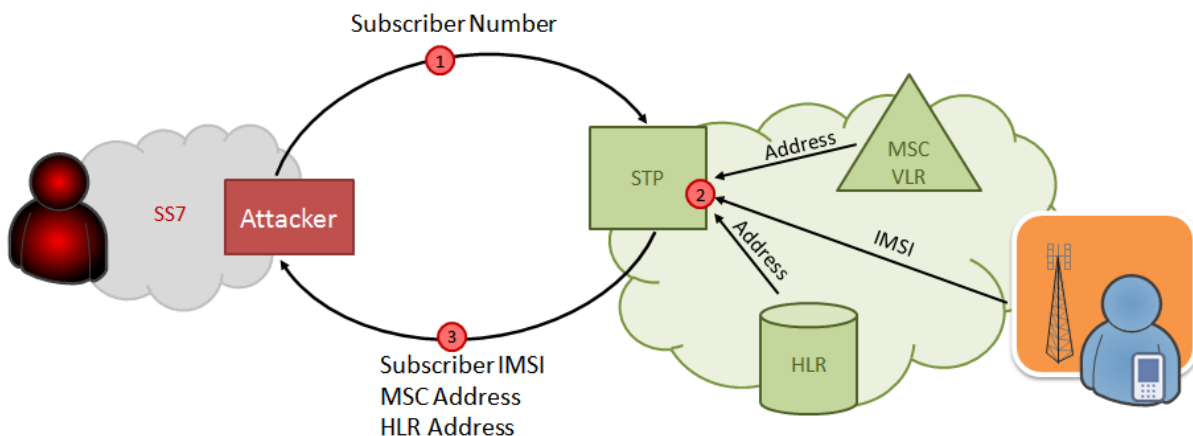 Subscriber Number
1
SS7
Attacker
STP
2
Address
MSC
VLR
IMSI
Address
HLR
3
Subscriber IMSI
MSC Address
HLR Address